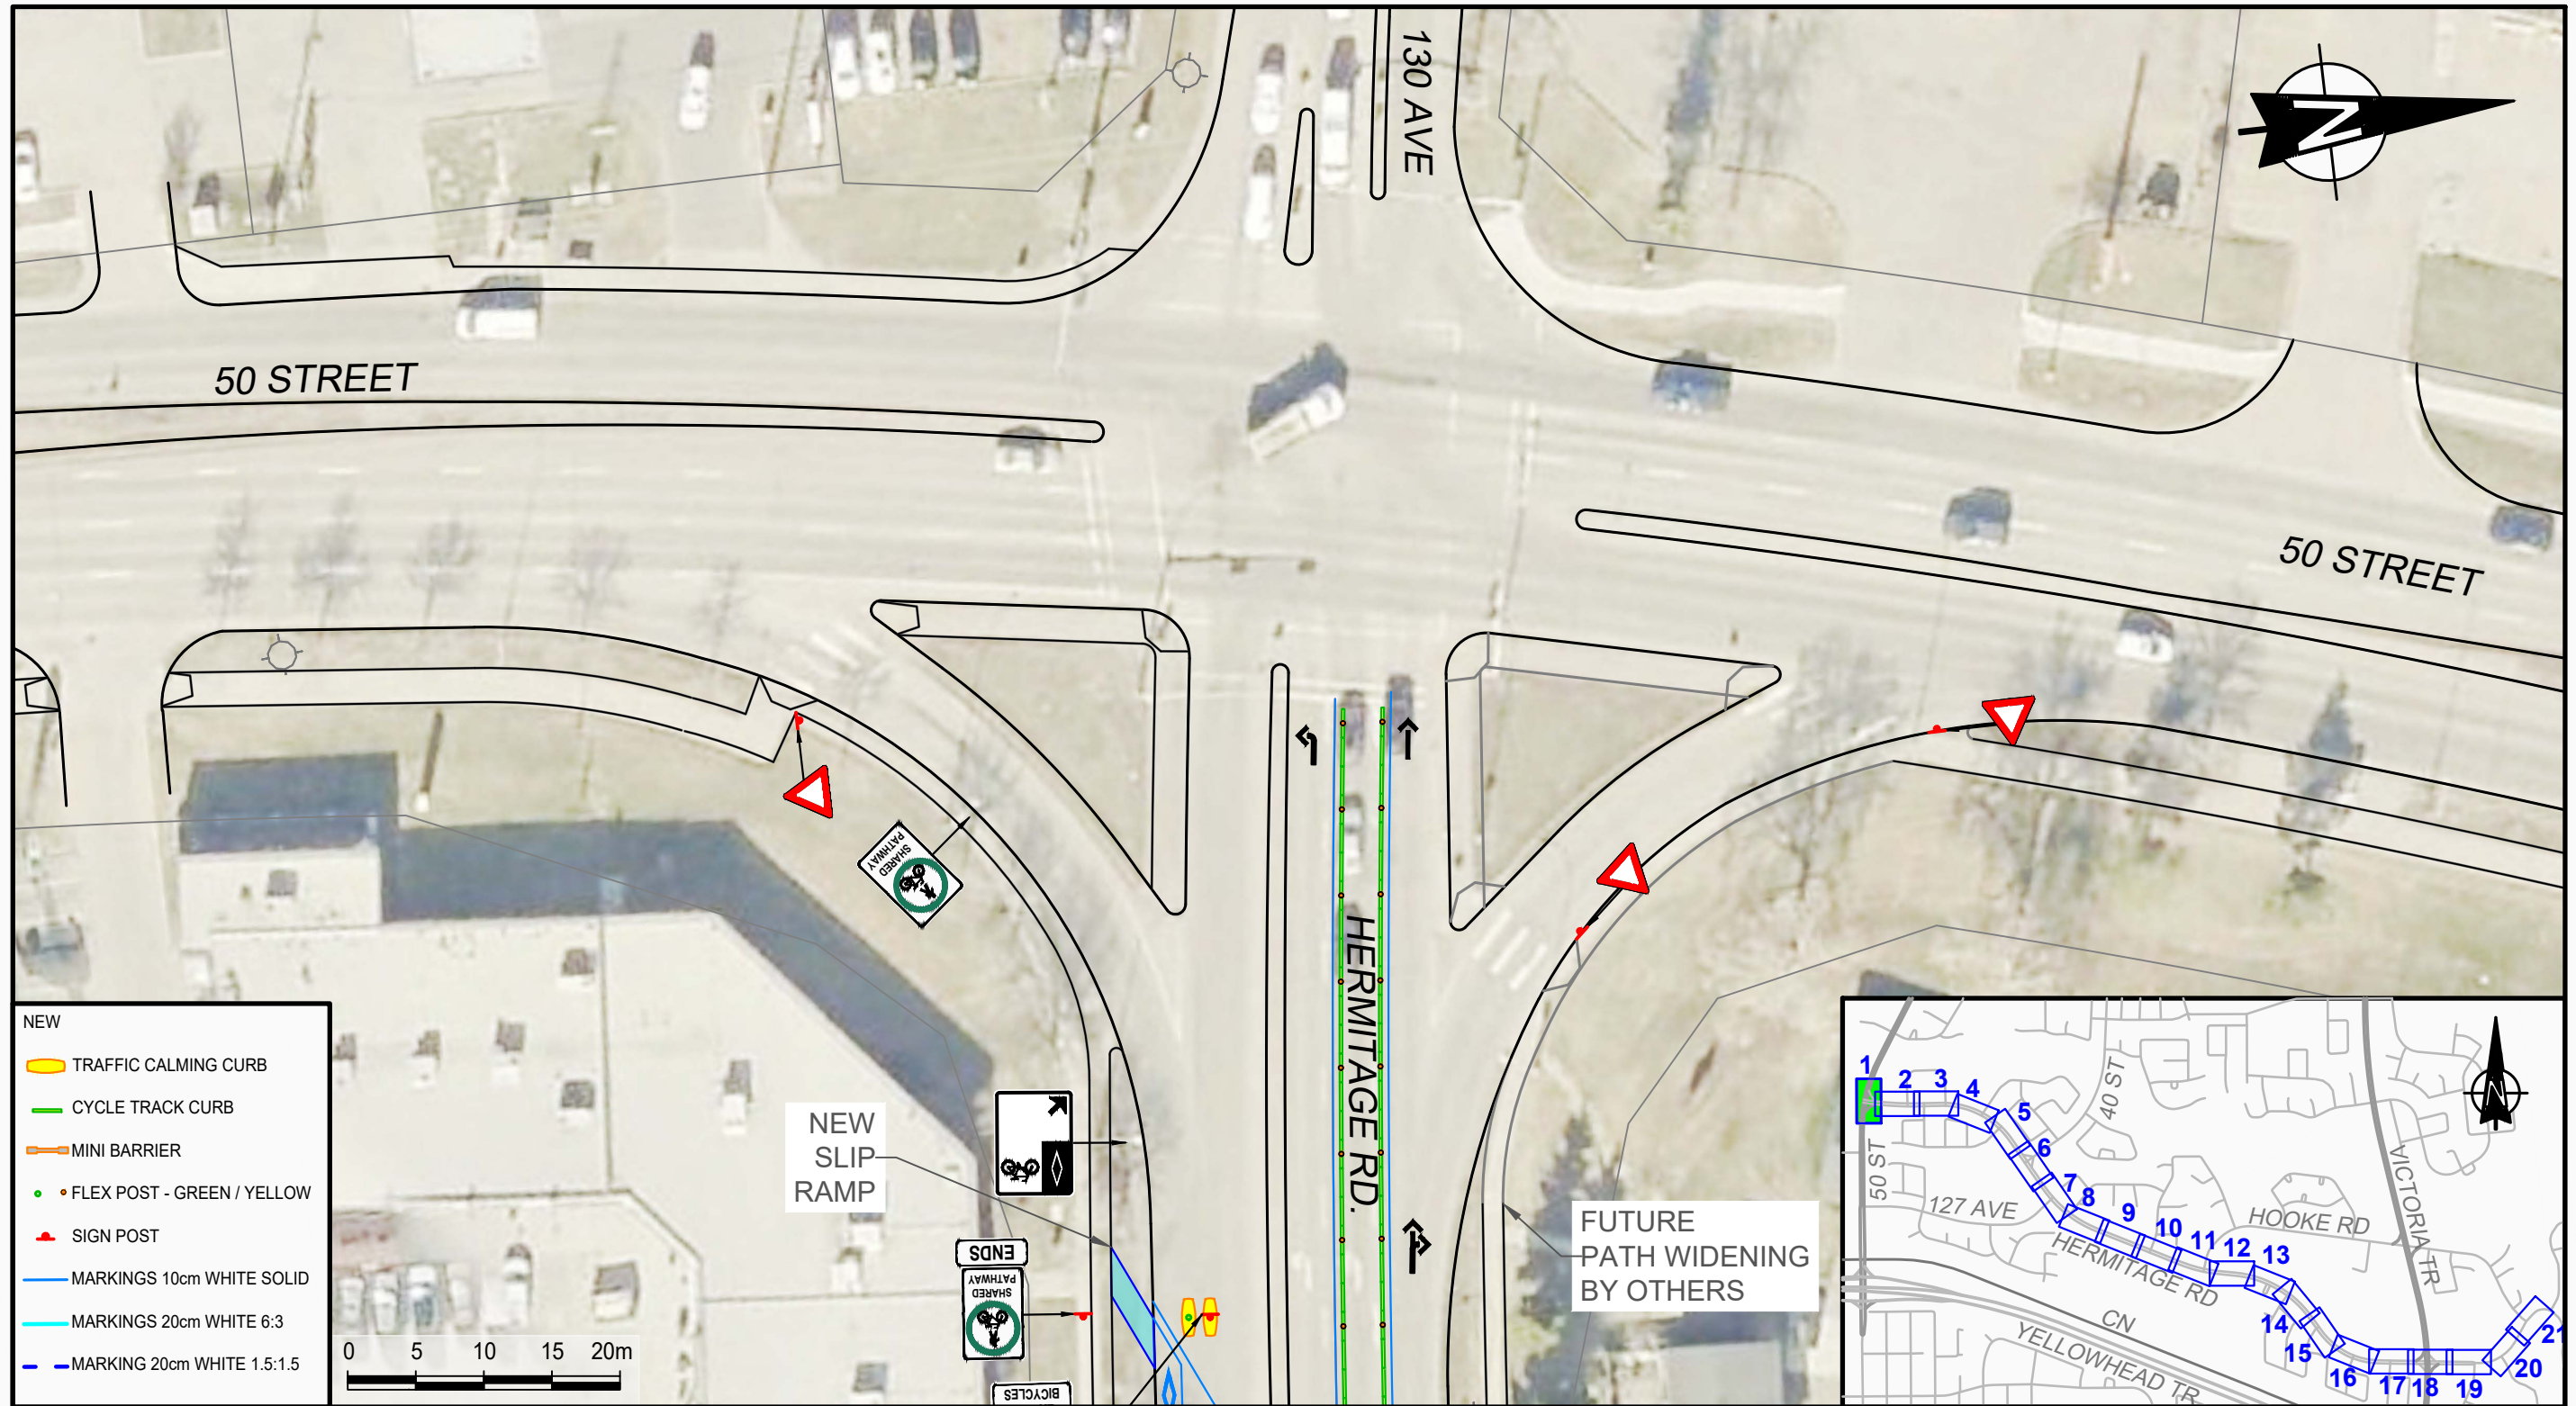 130 AVE
N
50 STREET
50 STREET
SHARED
PATHWAY
HERMITAGE RD.
NEW
SLIP
RAMP
ENDS
SHARED
PATHWAY
BICYCLES
FUTURE
PATH WIDENING
BY OTHERS
NEW
TRAFFIC CALMING CURB
CYCLE TRACK CURB
MINI BARRIER
FLEX POST - GREEN / YELLOW
SIGN POST
MARKINGS 10cm WHITE SOLID
MARKINGS 20cm WHITE 6:3
MARKING 20cm WHITE 1.5:1.5
0 5 10 15 20m
1
2
3
4
5
6
7
8
9
10
11
12
13
14
15
16
17
18
19
20
21
N
40 ST
50 ST
127 AVE
HOOKE RD
VICTORIA TR
HERMITAGE RD
CN
YELLOWHEAD TR